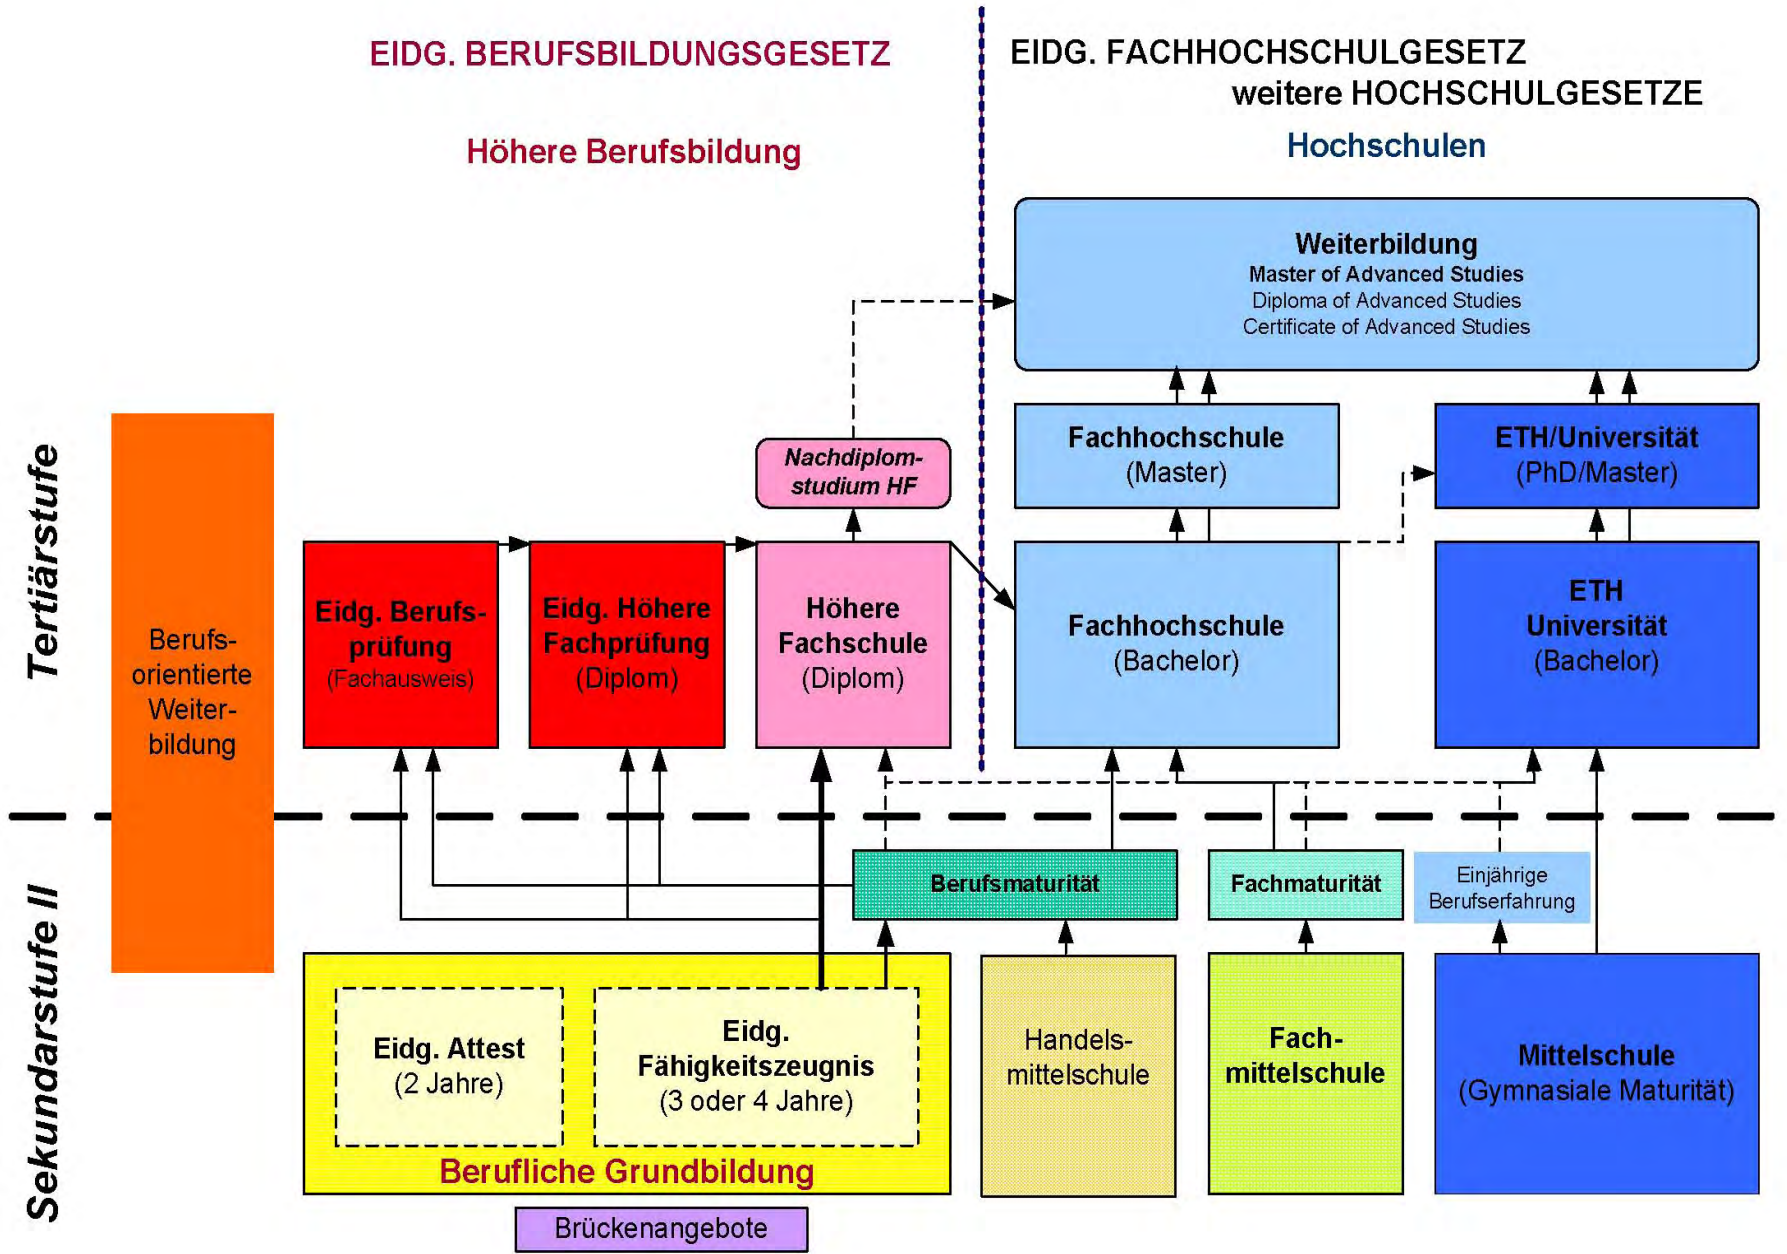 EIDG. BERUFSBILDUNGSGESETZ
EIDG. FACHHOCHSCHULGESETZ
weitere HOCHSCHULGESETZE
Höhere Berufsbildung
Hochschulen
Weiterbildung
Master of Advanced Studies
Diploma of Advanced Studies
Certificate of Advanced Studies
Tertiärstufe
Berufs-
orientierte
Weiter-
bildung
Nachdiplom-
studium HF
Fachhochschule
(Master)
ETH/Universität
(PhD/Master)
Eidg. Berufs-
prüfung
(Fachausweis)
Eidg. Höhere
Fachprüfung
(Diplom)
Höhere
Fachschule
(Diplom)
Fachhochschule
(Bachelor)
ETH
Universität
(Bachelor)
Sekundarstufe II
Berufsmaturität
Fachmaturität
Einjährige
Berufserfahrung
Eidg. Attest
(2 Jahre)
Eidg.
Fähigkeitszeugnis
(3 oder 4 Jahre)
Berufliche Grundbildung
Handels-
mittelschule
Fach-
mittelschule
Mittelschule
(Gymnasiale Maturität)
Brückenangebote